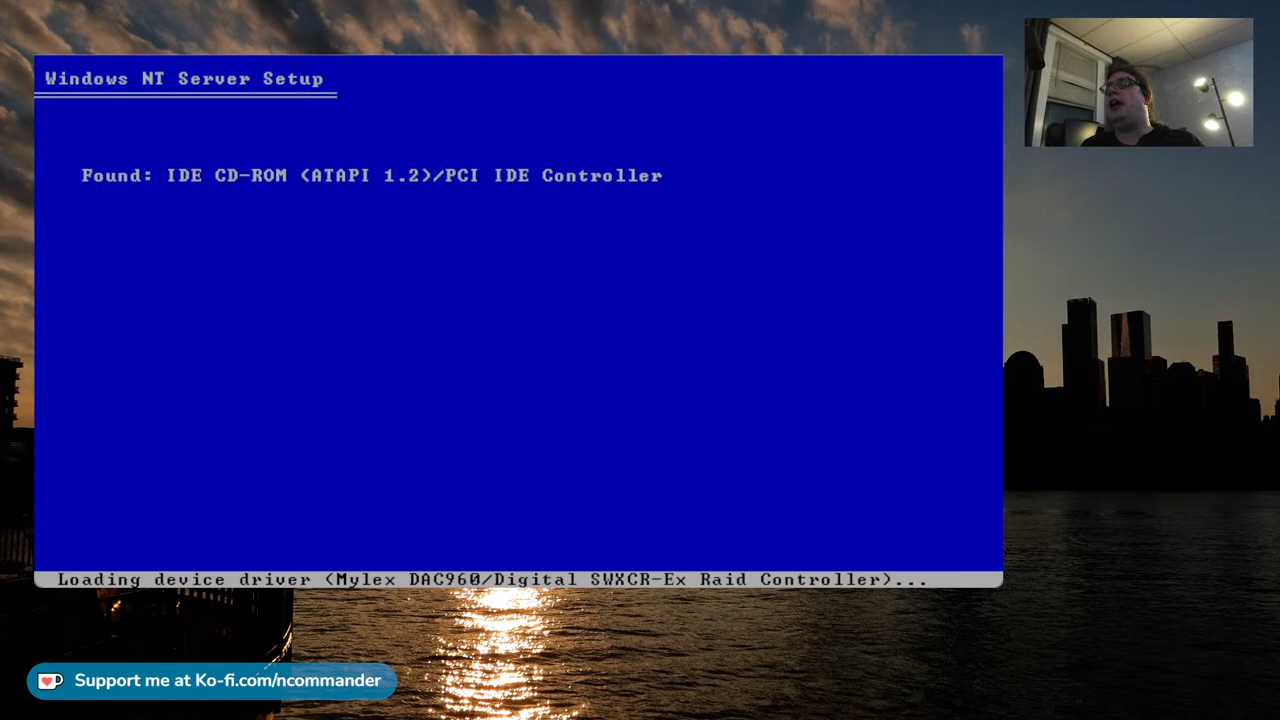 Windows NT Server Setup
Found: IDE CD-ROM (ATAPI 1.2)/PCI IDE Controller
Loading device driver (Mylex DAC960/Digital SWXCR-Ex Raid Controller)...
Support me at Ko-fi.com/ncommander